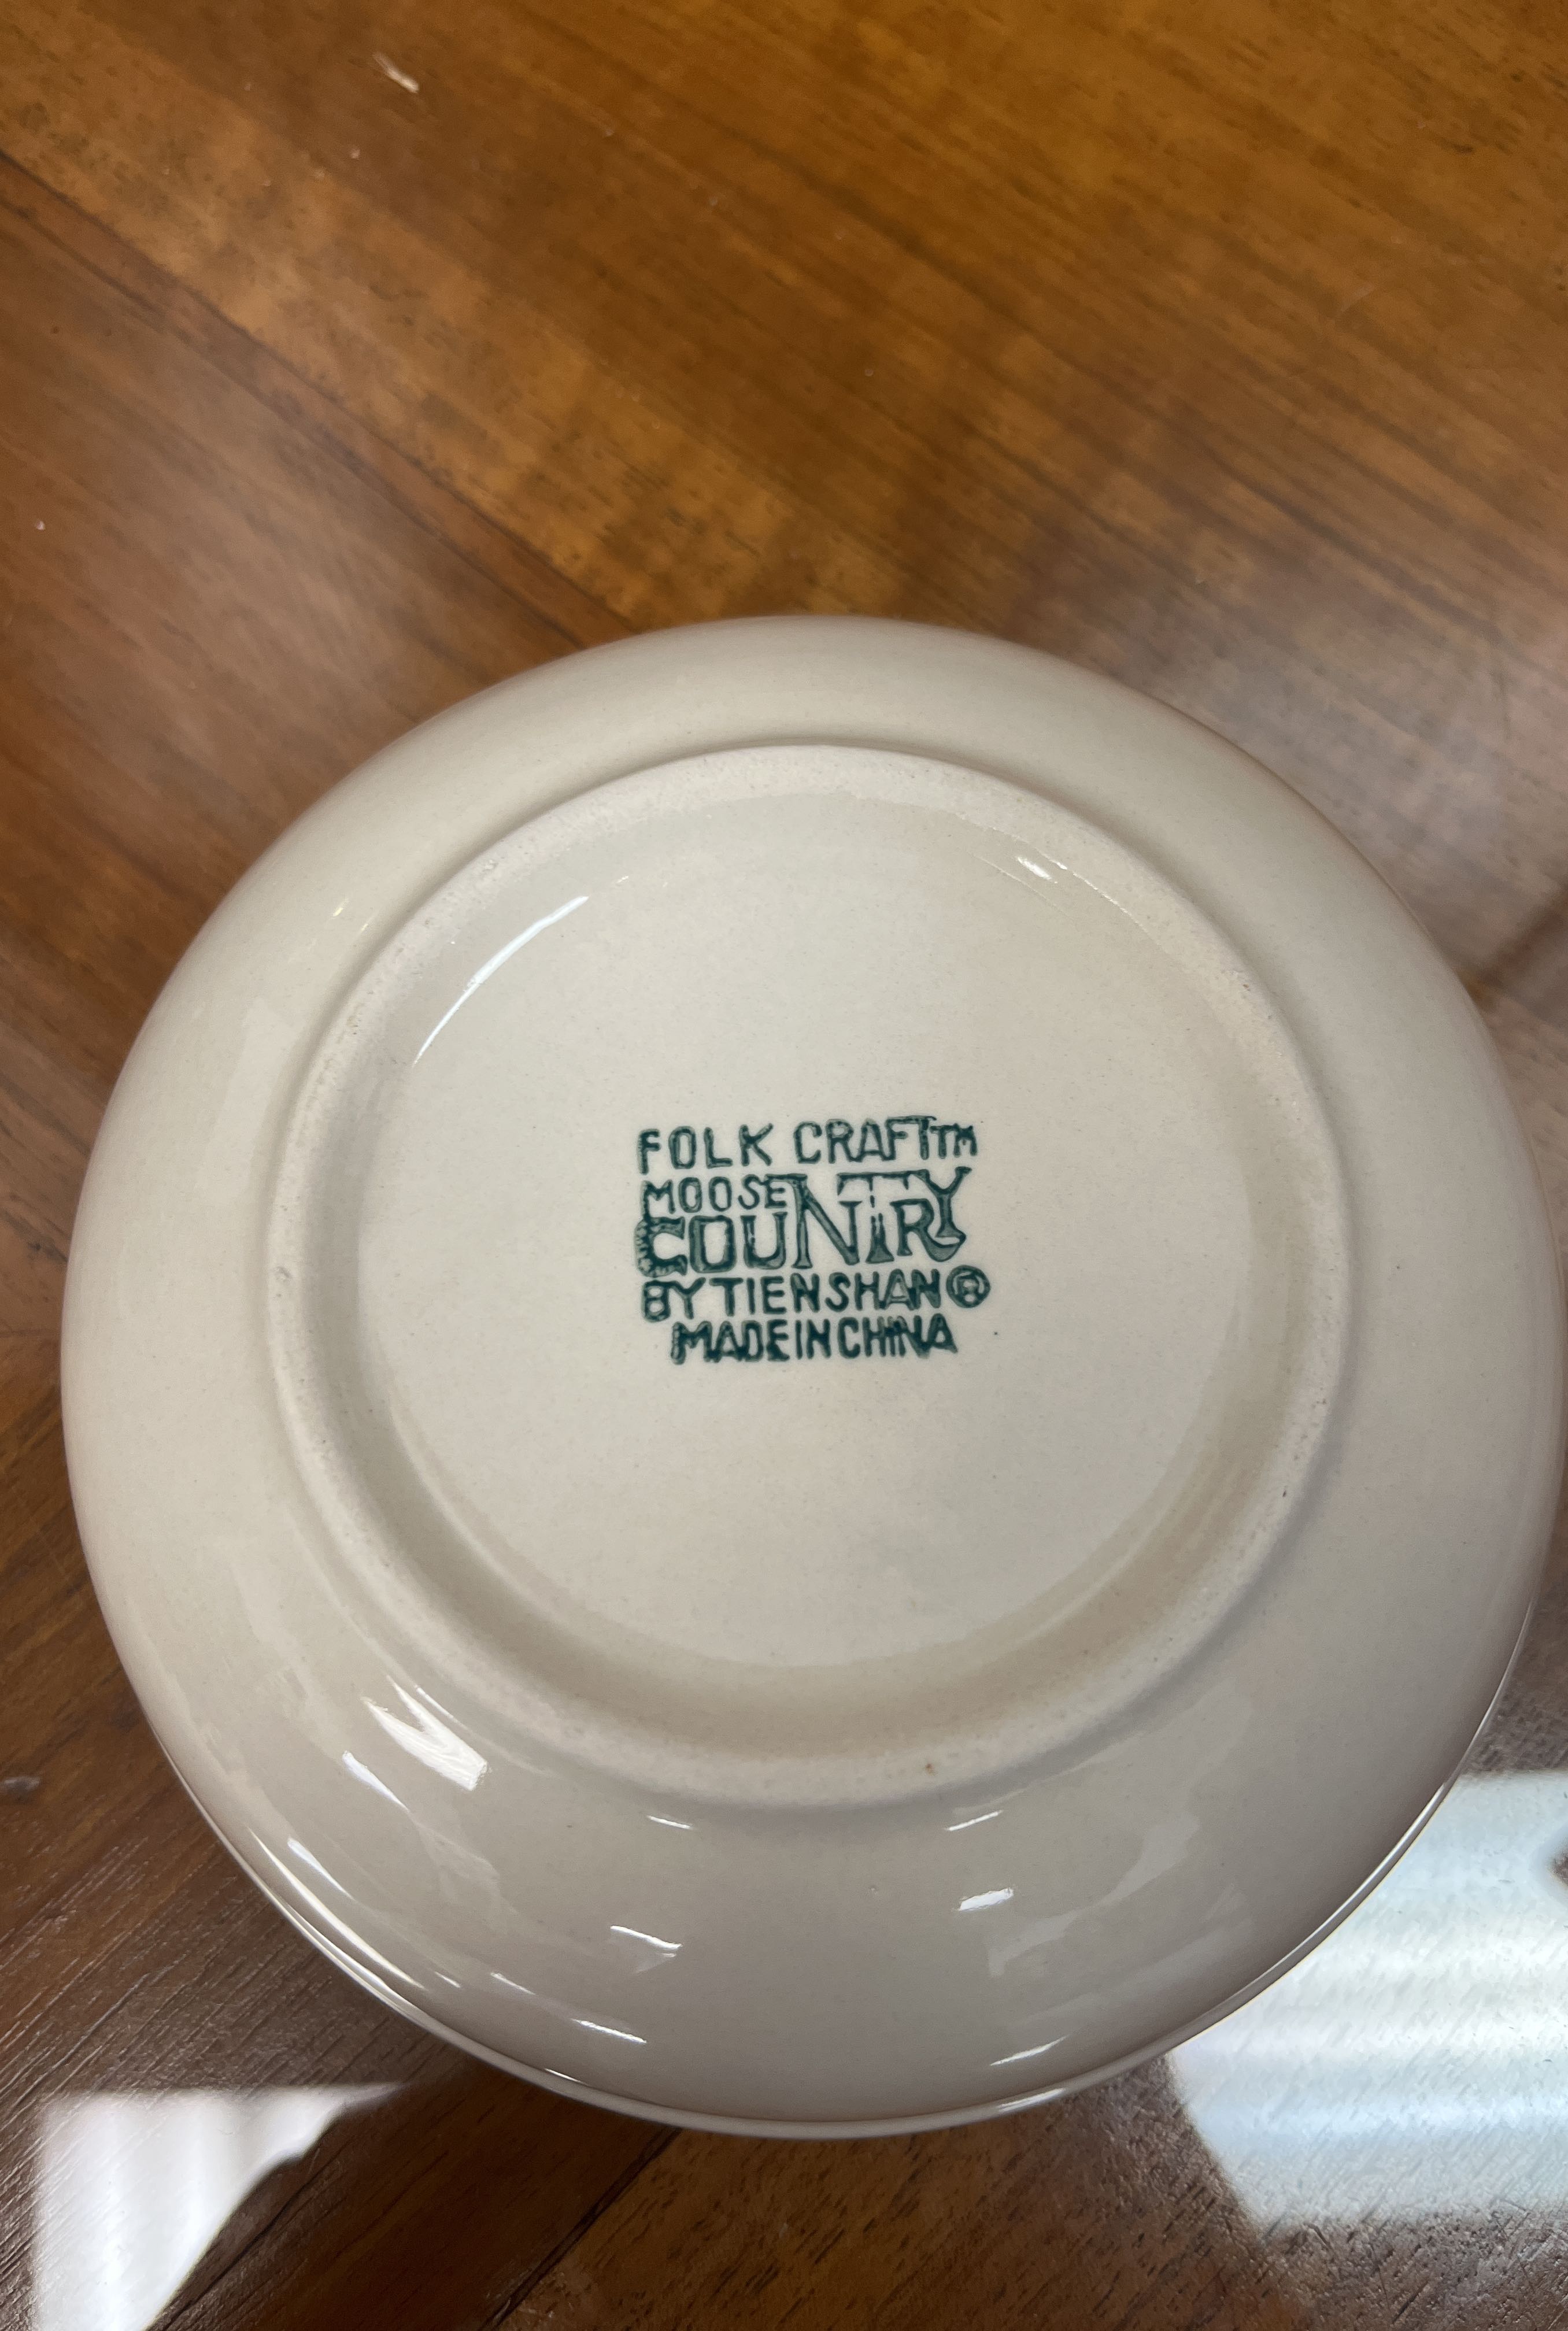 FOLK CRAFT™
MOOSE
COUNTRY
BY TIENSHAN®
MADE IN CHINA